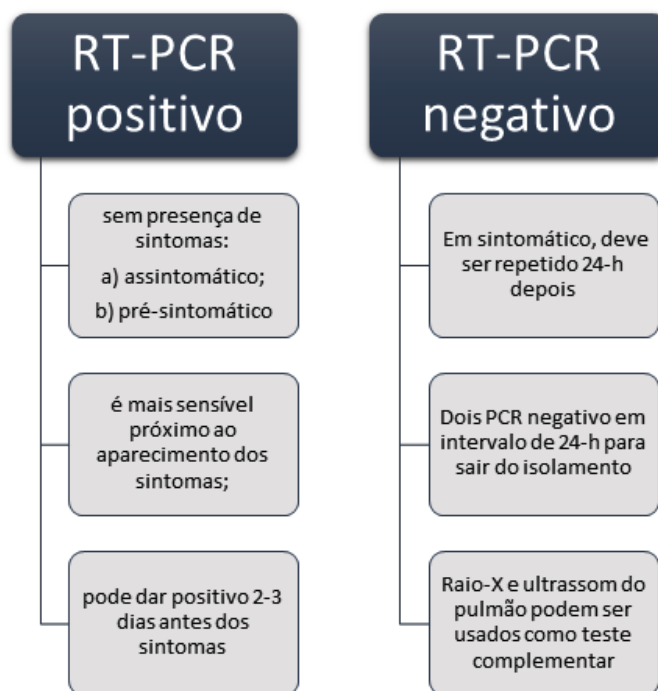 RT-PCR
positivo
sem presença de
sintomas:
a) assintomático;
b) pré-sintomático
é mais sensível
próximo ao
aparecimento dos
sintomas;
pode dar positivo 2-3
dias antes dos
sintomas
RT-PCR
negativo
Em sintomático, deve
ser repetido 24-h
depois
Dois PCR negativo em
intervalo de 24-h para
sair do isolamento
Raio-X e ultrassom do
pulmão podem ser
usados como teste
complementar